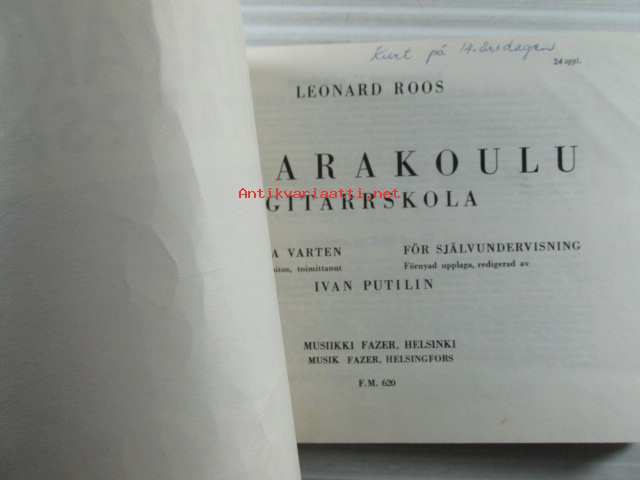 Kurt på 14-årsdagen
24 uppl.
LEONARD ROOS
ARAKOULU
Antikvariaatti.net
GITARRSKOLA
A VARTEN FÖR SJÄLVUNDERVISNING
toimittanut Förnyad upplaga, redigerad av
IVAN PUTILIN
MUSIIKKI FAZER, HELSINKI
MUSIK FAZER, HELSINGFORS
F.M. 620